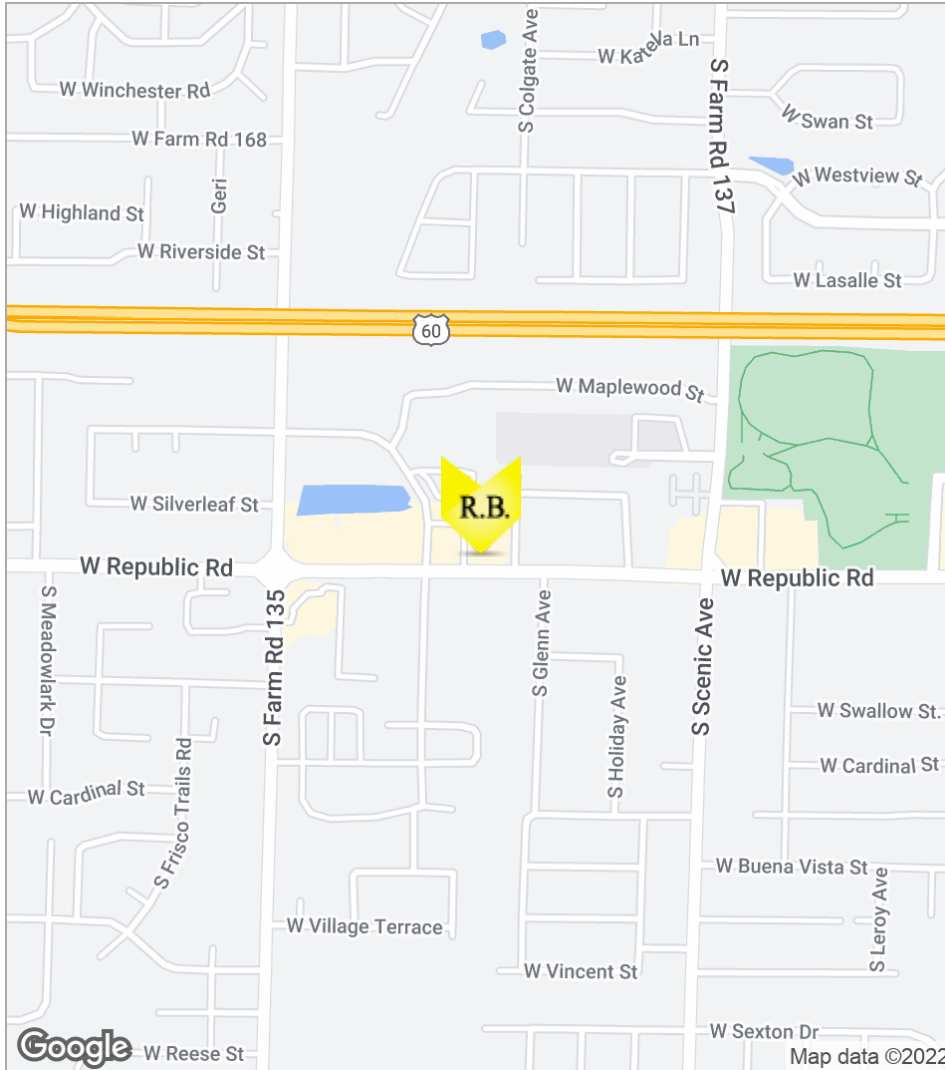 W Katella Ln
S Colgate Ave
W Winchester Rd
S Farm Rd 137
W Swan St
W Farm Rd 168
W Westview St
Geri
W Highland St
W Riverside St
W Lasalle St
60
W Maplewood St
W Silverleaf St
R.B.
W Republic Rd
W Republic Rd
S Meadowlark Dr
S Farm Rd 135
S Glenn Ave
S Scenic Ave
S Holiday Ave
W Swallow St.
S Frisco Trails Rd
W Cardinal St
W Cardinal St
W Buena Vista St
S Leroy Ave
W Village Terrace
W Vincent St
W Sexton Dr
Google
W Reese St
Map data ©2022